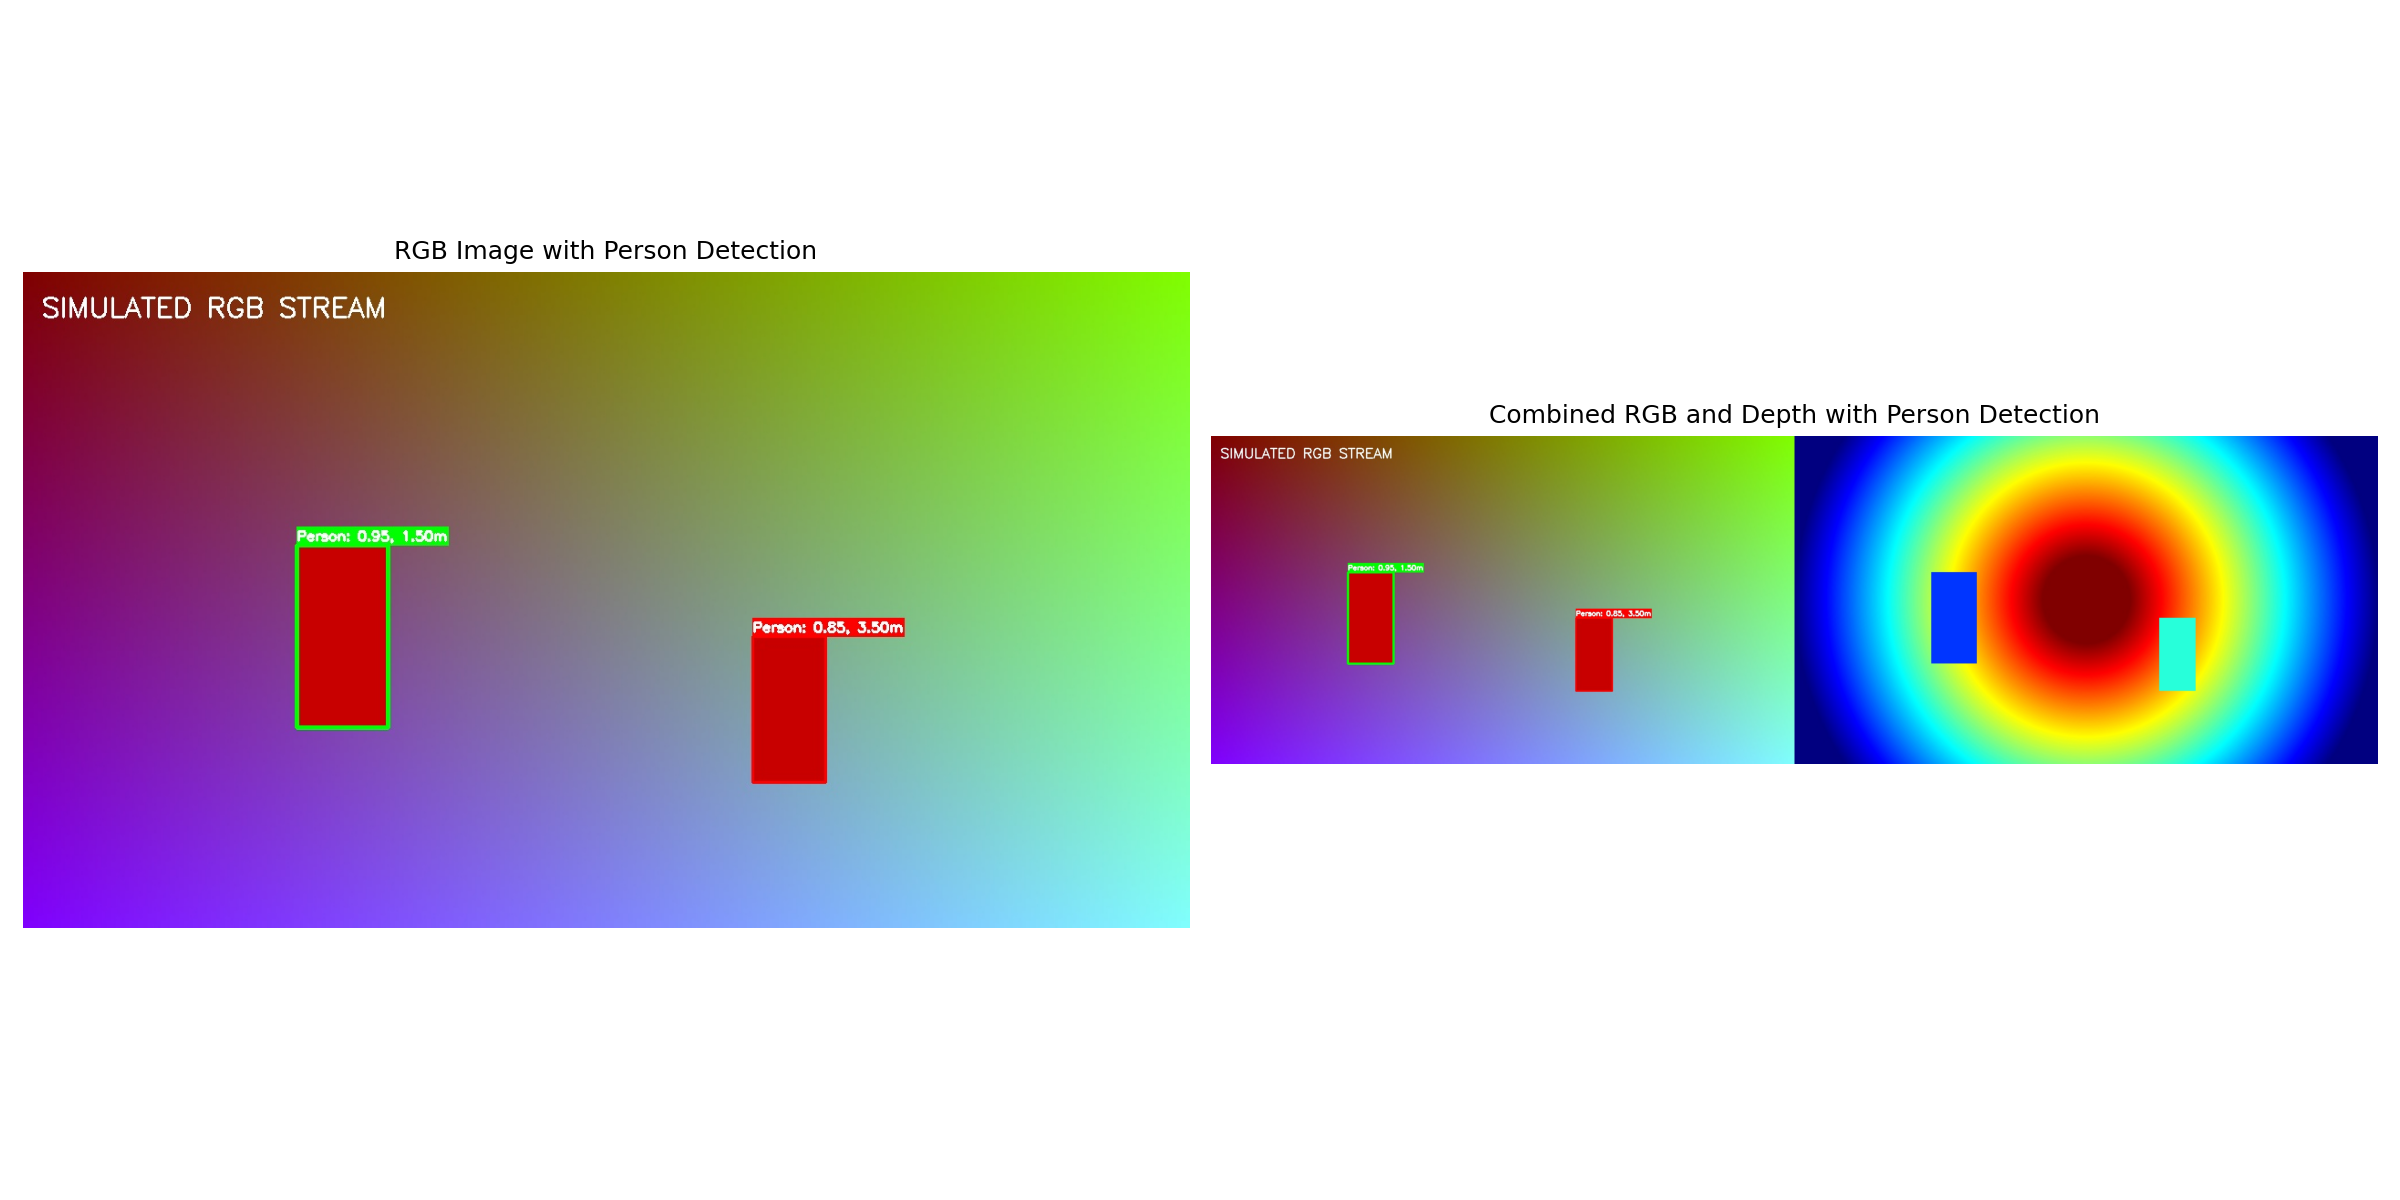 RGB Image with Person Detection
SIMULATED RGB STREAM
Person: 0.95, 1.50m
Person: 0.85, 3.50m
Combined RGB and Depth with Person Detection
SIMULATED RGB STREAM
Person: 0.95, 1.50m
Person: 0.85, 3.50m